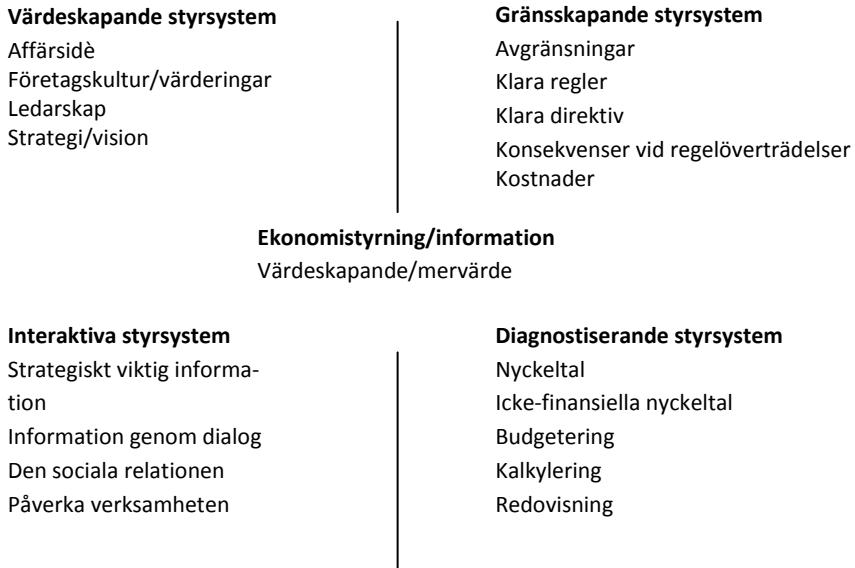 Värdeskapande styrsystem
Affärsidè
Företagskultur/värderingar
Ledarskap
Strategi/vision
Gränsskapande styrsystem
Avgränsningar
Klara regler
Klara direktiv
Konsekvenser vid regelöverträdelser
Kostnader
Ekonomistyrning/information
Värdeskapande/mervärde
Interaktiva styrsystem
Strategiskt viktig informa-
tion
Information genom dialog
Den sociala relationen
Påverka verksamheten
Diagnostiserande styrsystem
Nyckeltal
Icke-finansiella nyckeltal
Budgetering
Kalkylering
Redovisning